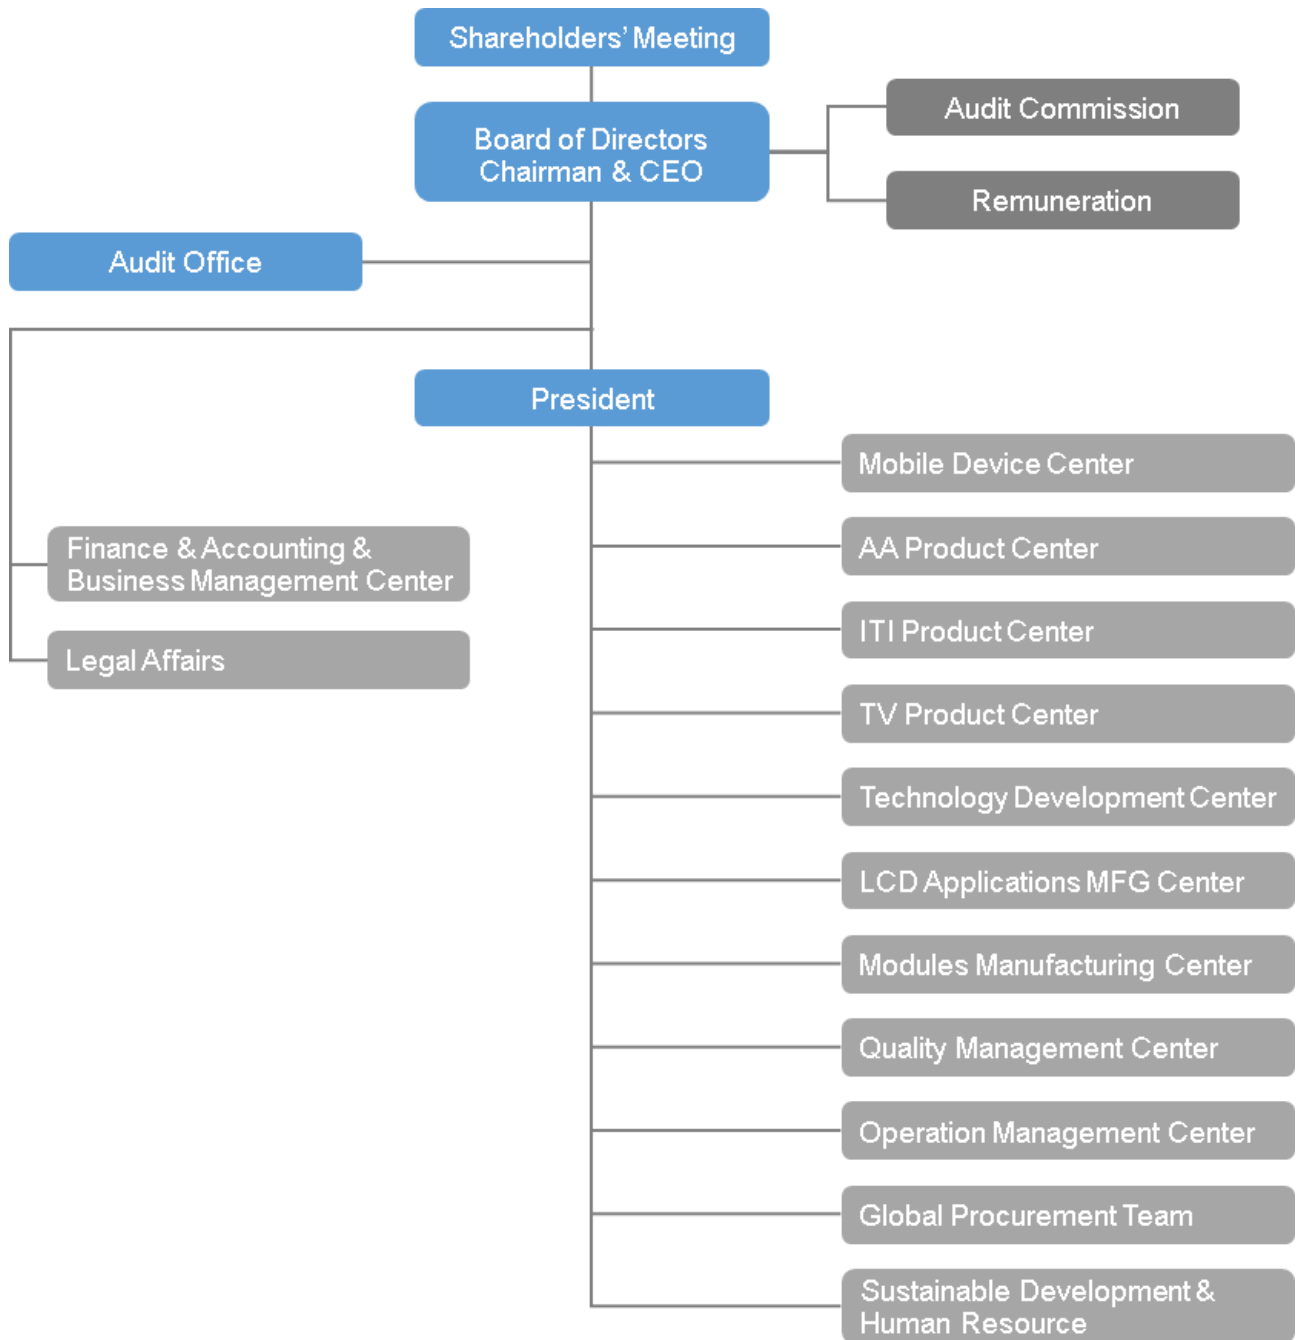 Shareholders’ Meeting
Board of Directors
Chairman & CEO
Audit Commission
Remuneration
Audit Office
President
Finance & Accounting &
Business Management Center
Legal Affairs
Mobile Device Center
AA Product Center
ITI Product Center
TV Product Center
Technology Development Center
LCD Applications MFG Center
Modules Manufacturing Center
Quality Management Center
Operation Management Center
Global Procurement Team
Sustainable Development &
Human Resource